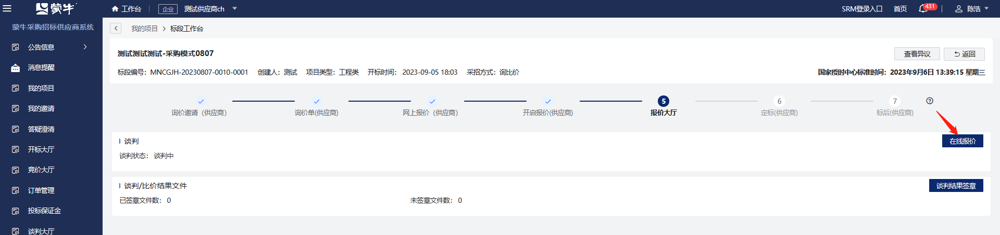 蒙牛
工作台
企业 测试供应商ch
SRM登录入口 首页 431 陈浩
蒙牛采购招标供应商系统
公告信息
消息提醒
我的项目
我的邀请
答疑澄清
开标大厅
竞价大厅
订单管理
投标保证金
谈判大厅
我的项目 > 标段工作台
测试测试测试-采购模式0807
查看异议 返回
标段编号：MNCGJH-20230807-0010-0001 创建人：测试 项目类型：工程类 开标时间： 2023-09-05 18:03 采招方式：询比价
国家授时中心标准时间：2023年9月6日 13:39:15 星期三
5 6 7
询价邀请（供应商） 询价单(供应商) 网上报价（供应商） 开启报价(供应商) 报价大厅 定标(供应商) 标后(供应商)
谈判 在线报价
谈判状态： 谈判中
谈判/比价结果文件 谈判结果签章
已签章文件数： 0 未签章文件数： 0